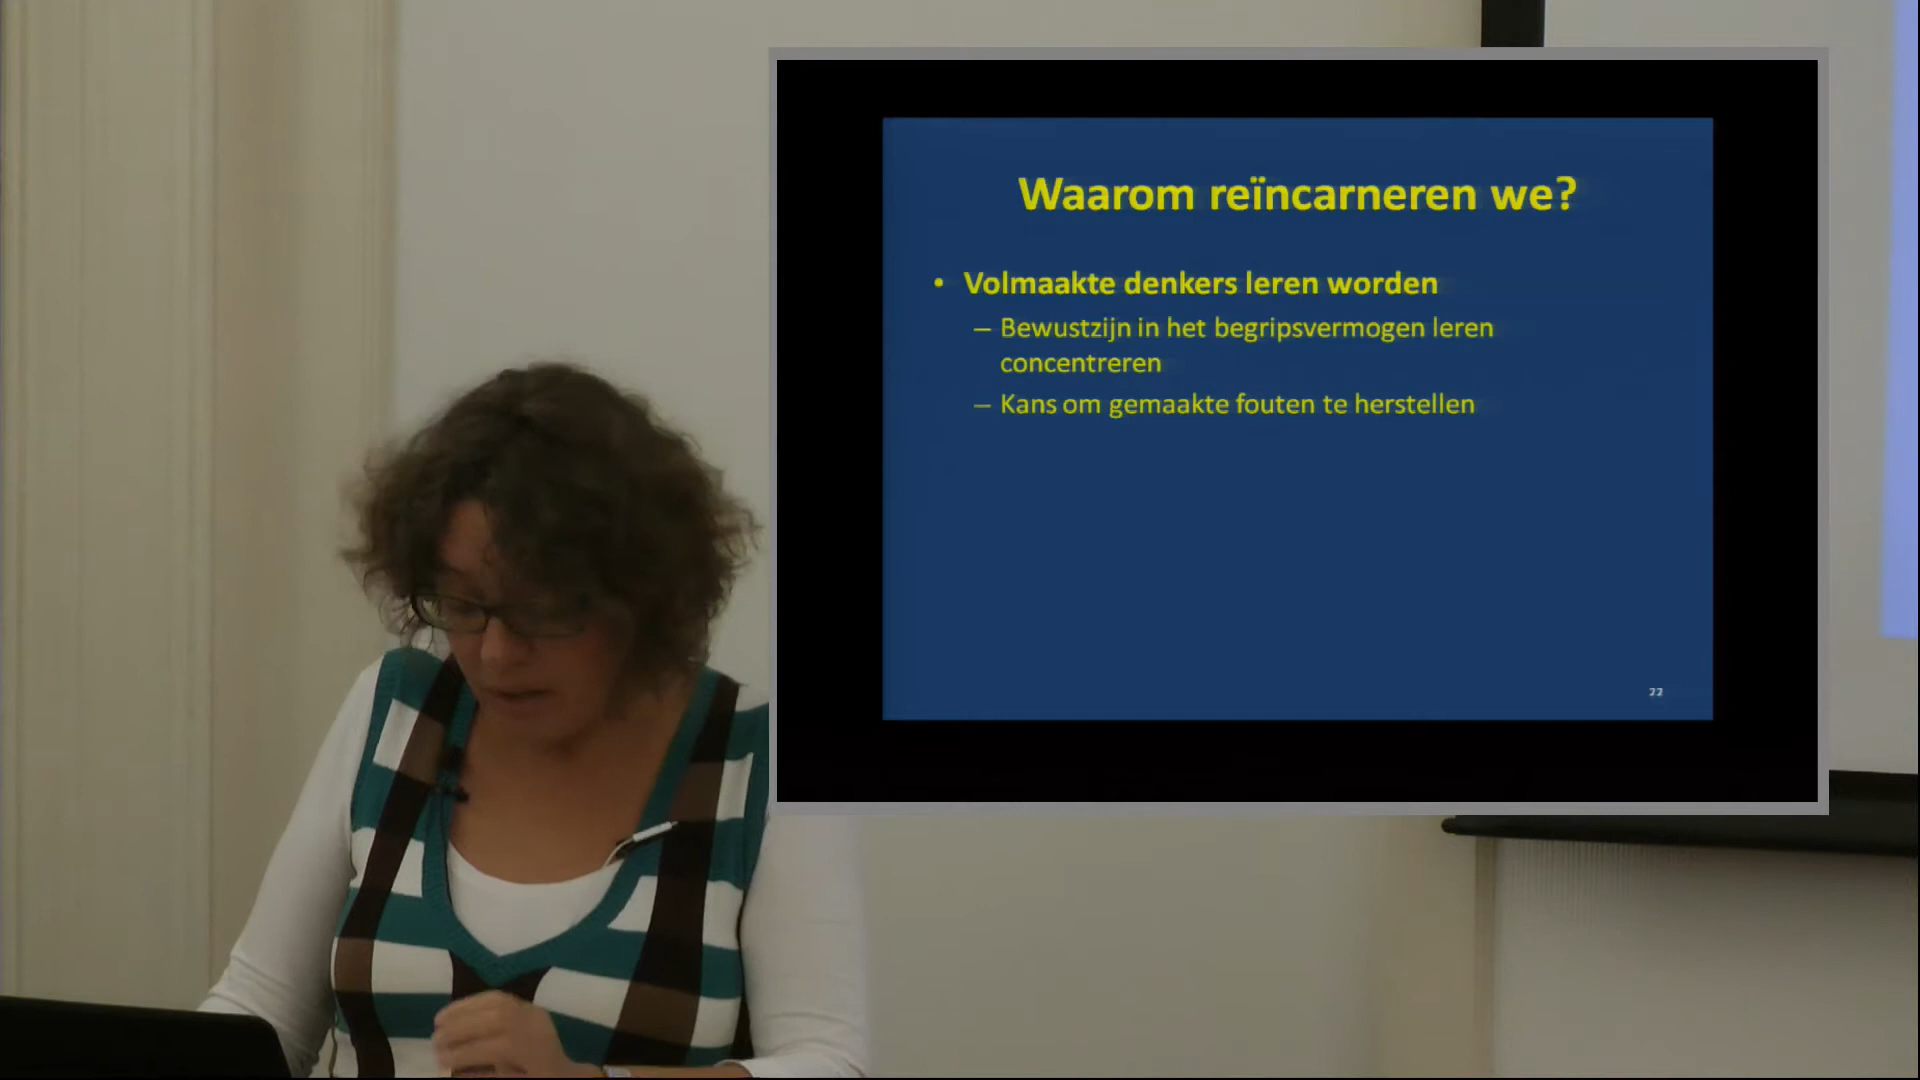 Waarom reïncarneren we?
• Volmaakte denkers leren worden
– Bewustzijn in het begripsvermogen leren
concentreren
– Kans om gemaakte fouten te herstellen
22